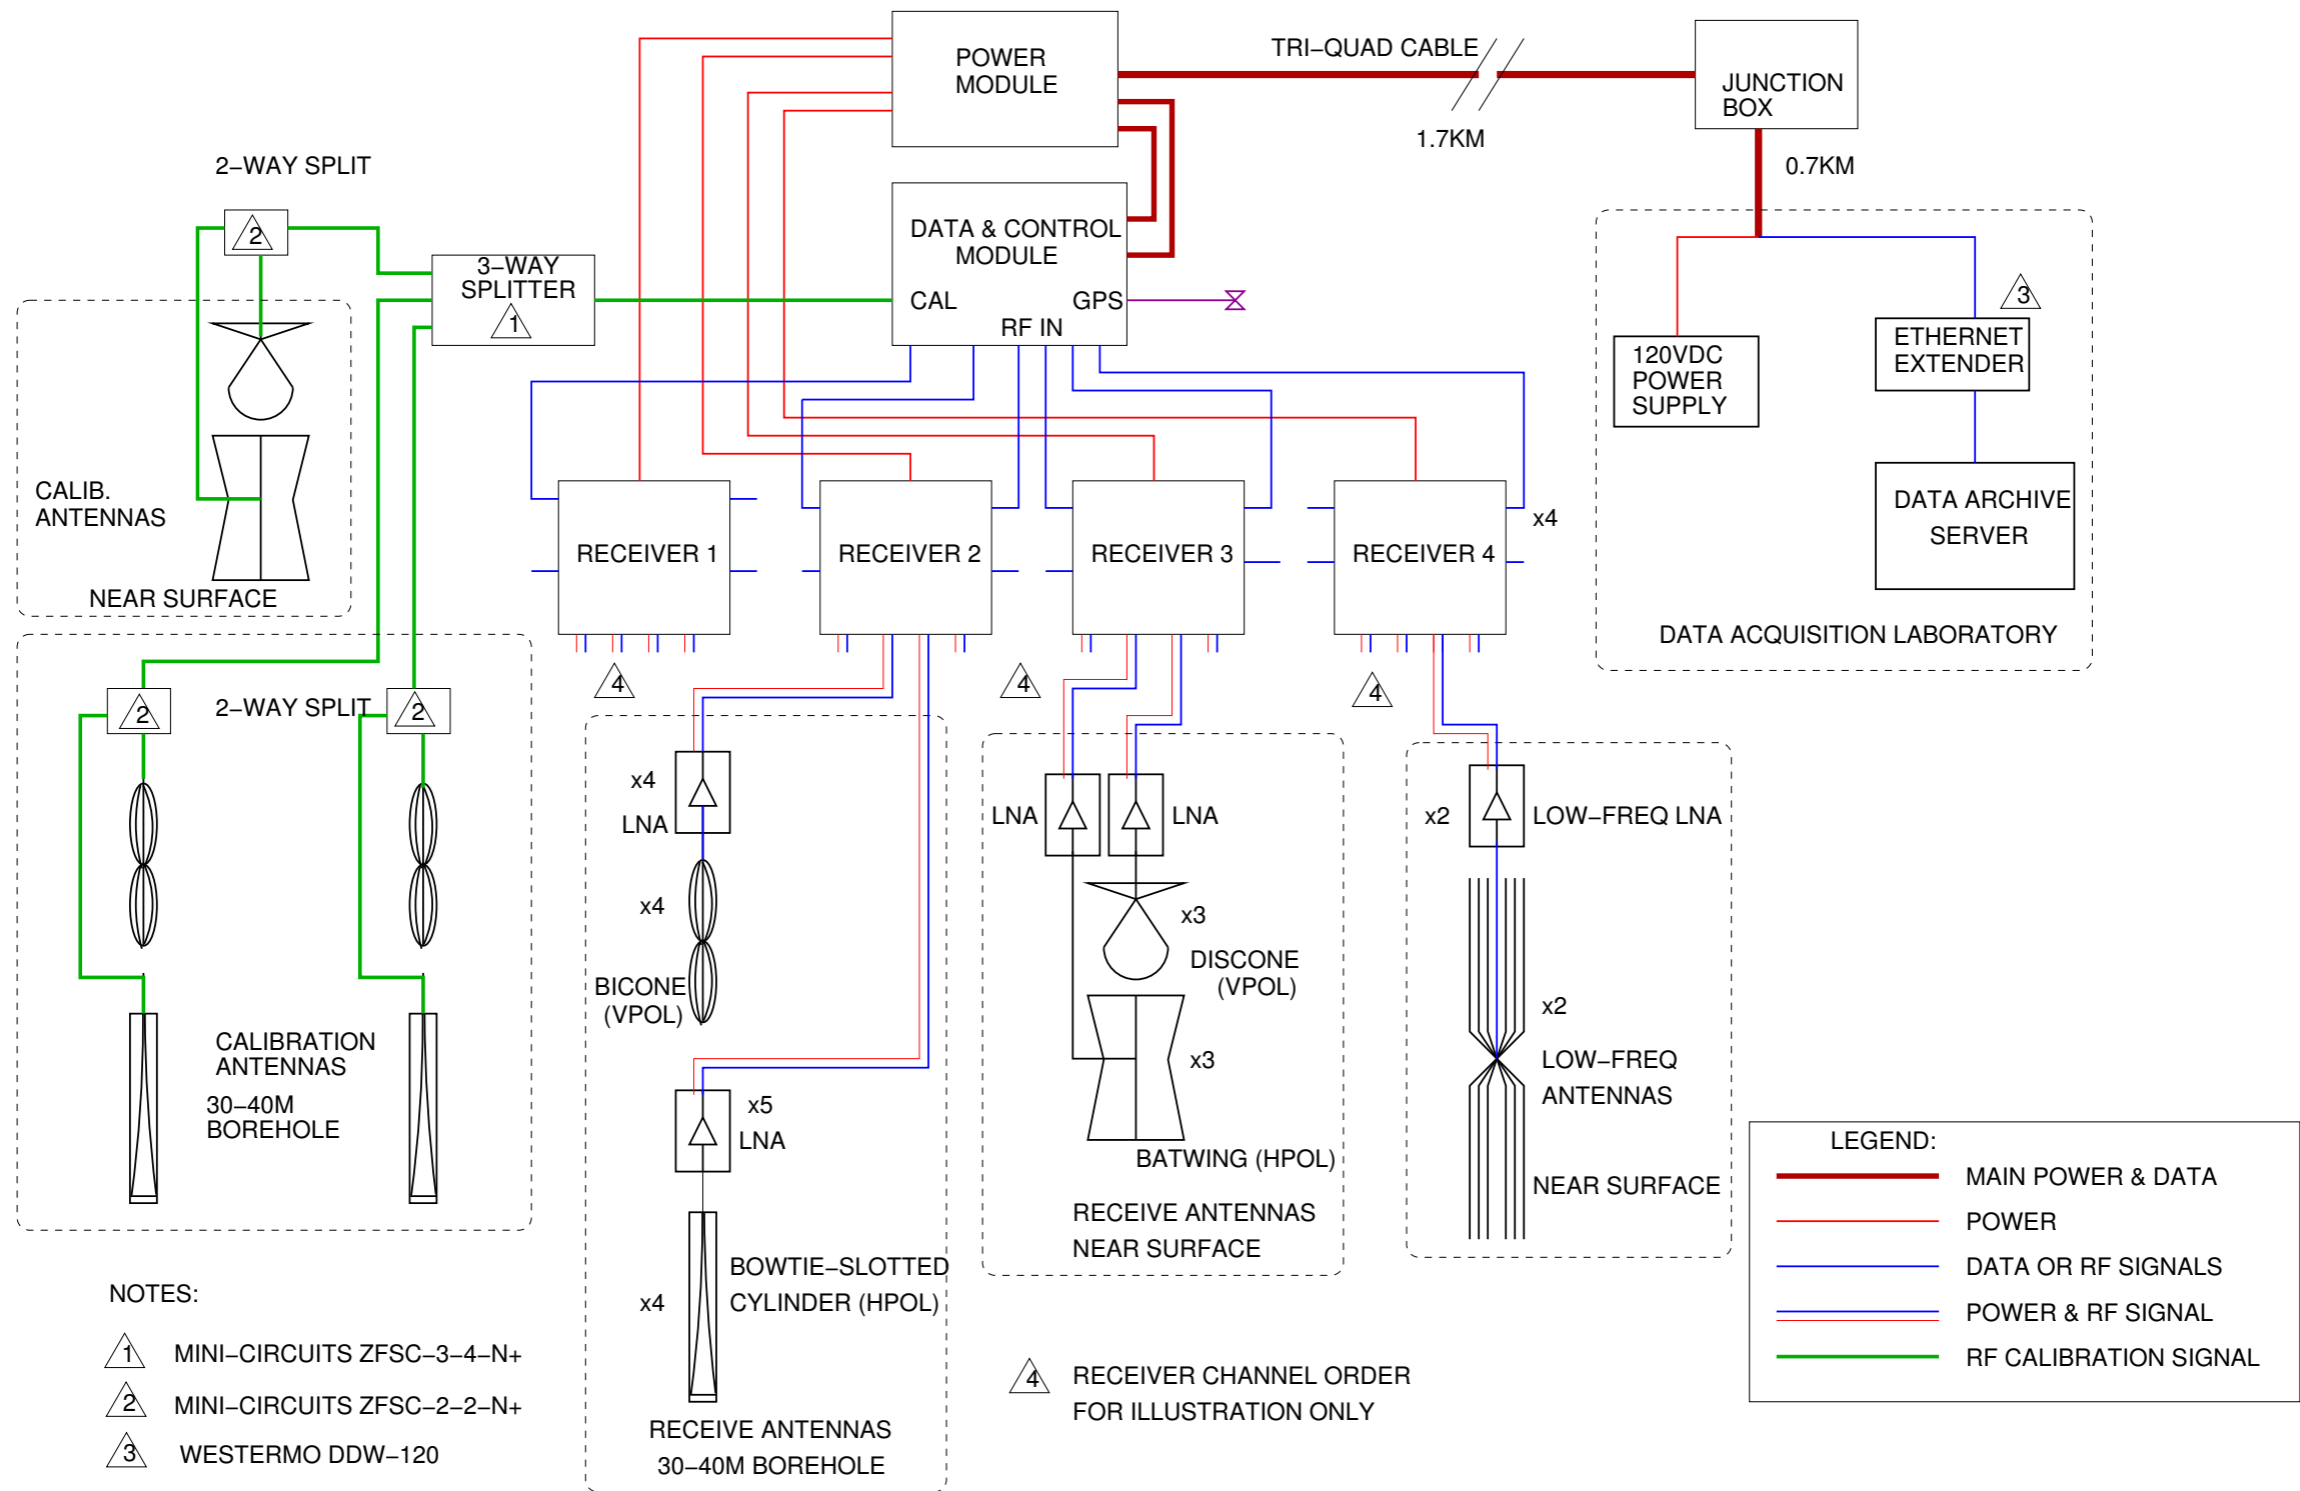 POWER
MODULE
TRI−QUAD CABLE
1.7KM
JUNCTION
BOX
0.7KM
2−WAY SPLIT
2
3−WAY
SPLITTER
1
DATA & CONTROL
MODULE
CAL
GPS
RF IN
3
120VDC
POWER
SUPPLY
ETHERNET
EXTENDER
DATA ARCHIVE
SERVER
DATA ACQUISITION LABORATORY
CALIB.
ANTENNAS
NEAR SURFACE
RECEIVER 1
RECEIVER 2
RECEIVER 3
RECEIVER 4
x4
4
4
4
2
2−WAY SPLIT
2
CALIBRATION
ANTENNAS
30−40M
BOREHOLE
x4
LNA
x4
BICONE
(VPOL)
x5
LNA
x4
BOWTIE−SLOTTED
CYLINDER (HPOL)
RECEIVE ANTENNAS
30−40M BOREHOLE
LNA
LNA
x3
DISCONE
(VPOL)
x3
BATWING (HPOL)
RECEIVE ANTENNAS
NEAR SURFACE
x2
LOW−FREQ LNA
x2
LOW−FREQ
ANTENNAS
NEAR SURFACE
LEGEND:
MAIN POWER & DATA
POWER
DATA OR RF SIGNALS
POWER & RF SIGNAL
RF CALIBRATION SIGNAL
NOTES:
1 MINI−CIRCUITS ZFSC−3−4−N+
2 MINI−CIRCUITS ZFSC−2−2−N+
3 WESTERMO DDW−120
4 RECEIVER CHANNEL ORDER
FOR ILLUSTRATION ONLY